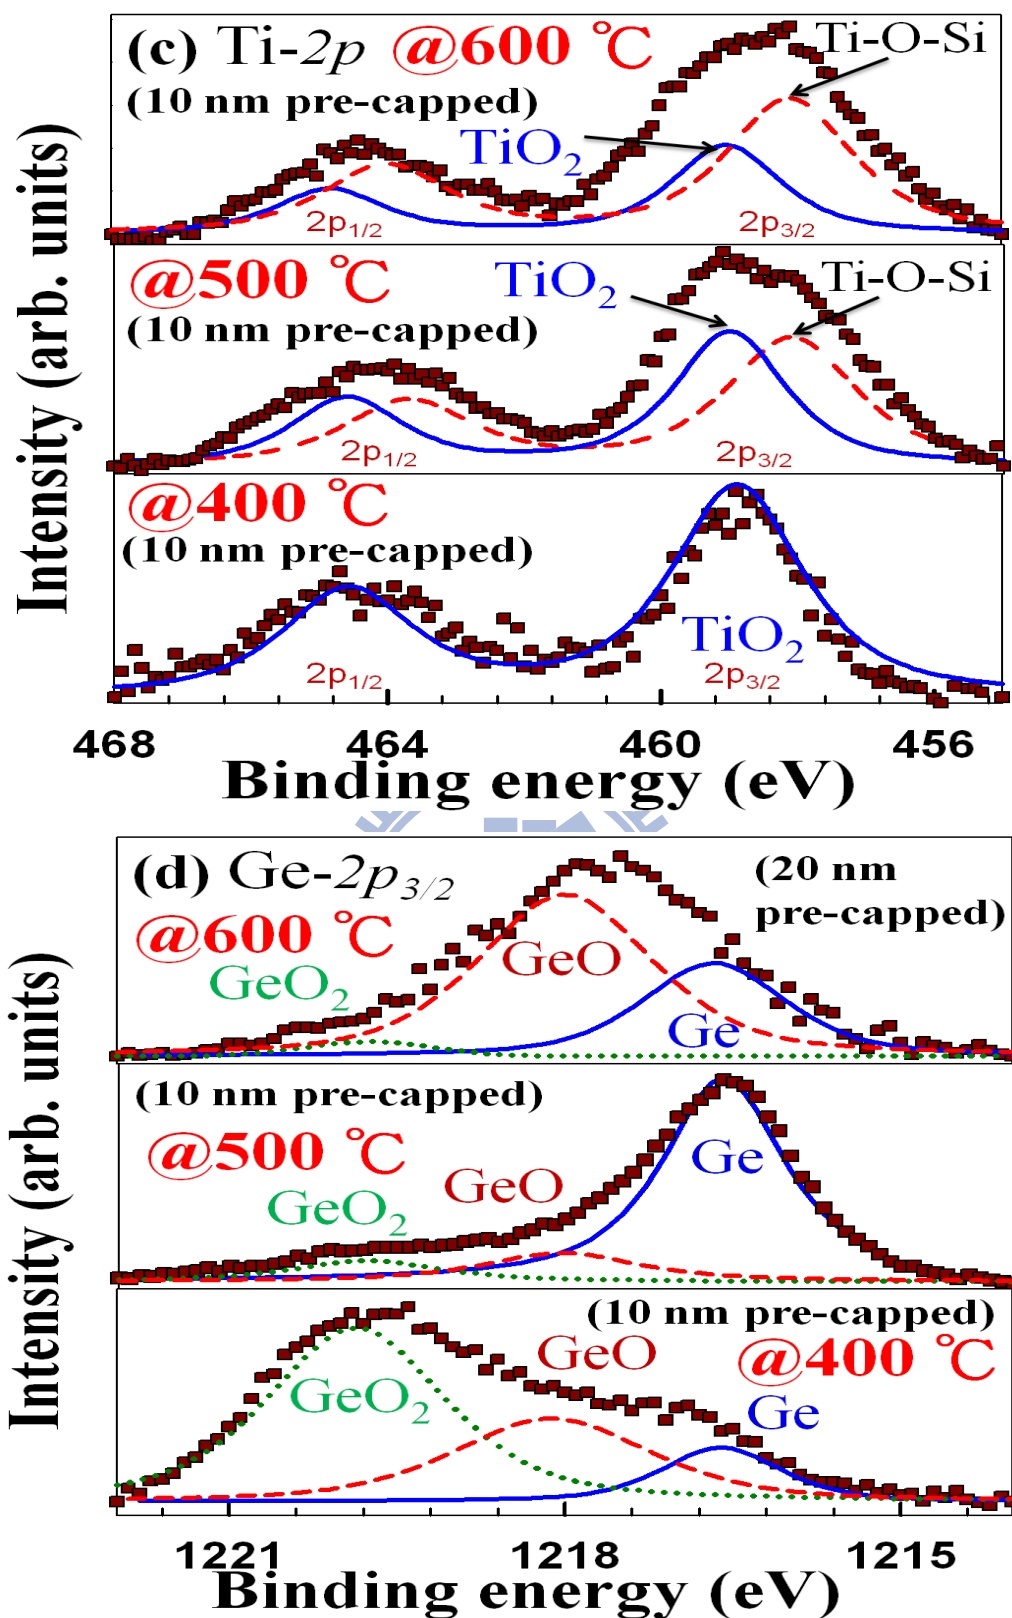 (c) Ti-2p @600 ℃
(10 nm pre-capped)
Ti-O-Si
TiO2
2p1/2
2p3/2
@500 ℃
(10 nm pre-capped)
TiO2
Ti-O-Si
2p1/2
2p3/2
@400 ℃
(10 nm pre-capped)
TiO2
2p1/2
2p3/2
468 464 460 456
Binding energy (eV)
Intensity (arb. units)
(d) Ge-2p3/2
@600 ℃
(20 nm
pre-capped)
GeO2
GeO
Ge
(10 nm pre-capped)
@500 ℃
GeO2
GeO
Ge
(10 nm pre-capped)
@400 ℃
GeO2
GeO
Ge
1221 1218 1215
Binding energy (eV)
Intensity (arb. units)